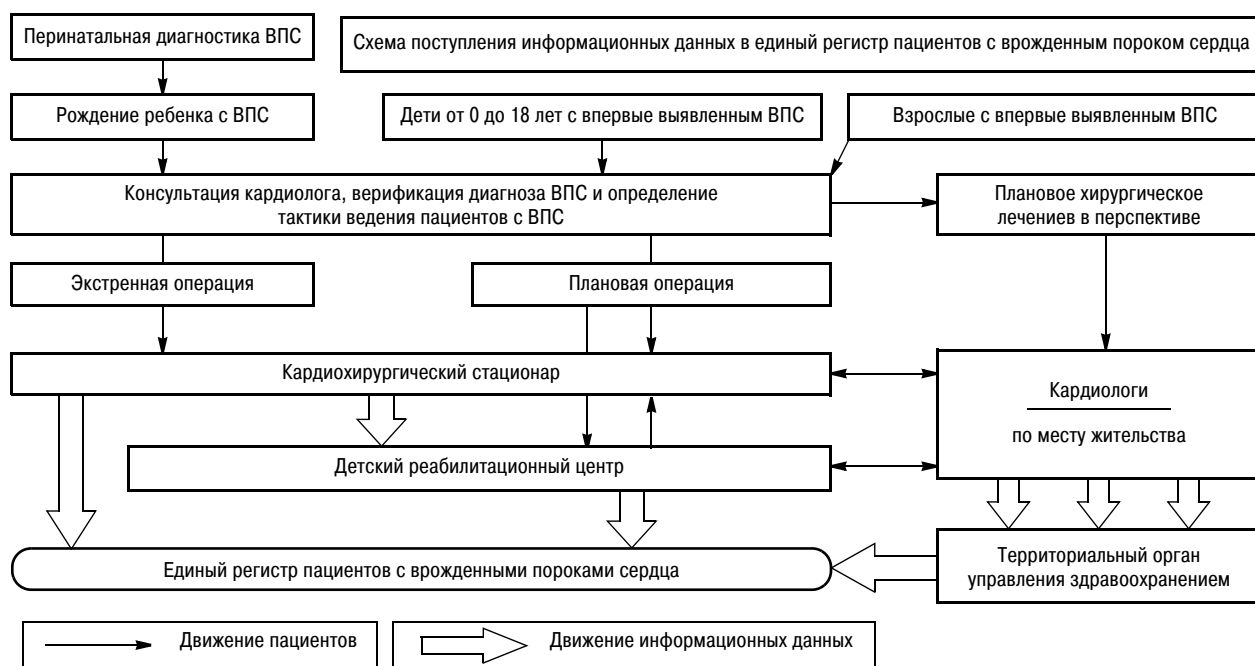 Перинатальная диагностика ВПС
Схема поступления информационных данных в единый регистр пациентов с врожденным пороком сердца
Рождение ребенка с ВПС
Дети от 0 до 18 лет с впервые выявленным ВПС
Взрослые с впервые выявленным ВПС
Консультация кардиолога, верификация диагноза ВПС и определение
тактики ведения пациентов с ВПС
Плановое хирургическое
лечениев в перспективе
Экстренная операция
Плановая операция
Кардиохирургический стационар
Кардиологи
по месту жительства
Детский реабилитационный центр
Единый регистр пациентов с врожденными пороками сердца
Территориальный орган
управления здравоохранением
Движение пациентов
Движение информационных данных